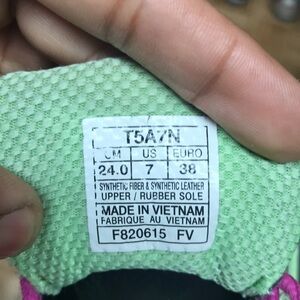 T5A7N
CM US EURO
24.0 7 38
SYNTHETIC FIBER & SYNTHETIC LEATHER
UPPER / RUBBER SOLE
MADE IN VIETNAM
FABRIQUE AU VIETNAM
F820615 FV